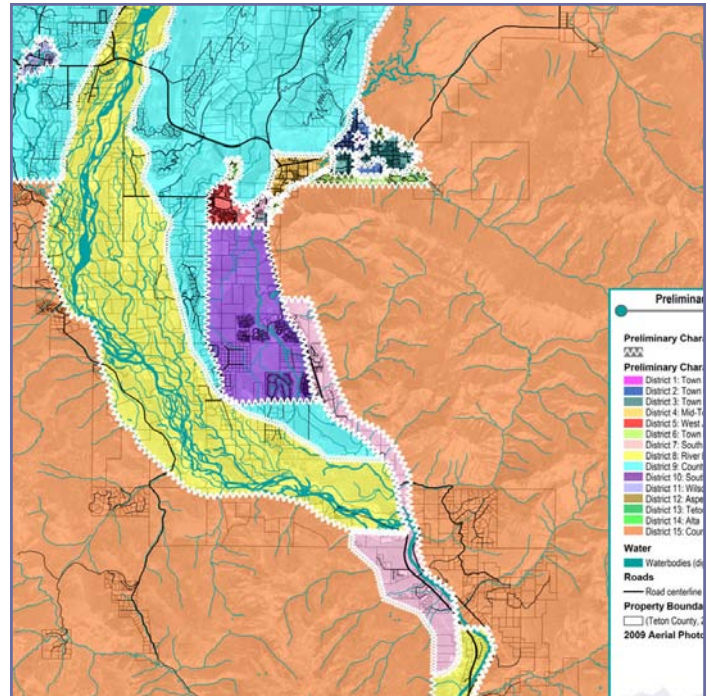 Prelimina
Preliminary Chara
Preliminary Chara
District 1: Town
District 2: Town
District 3: Town
District 4: Mid-T
District 5: West
District 6: Town
District 7: South
District 8: River
District 9: Count
District 10: Sout
District 11: Wils
District 12: Aspe
District 13: Teto
District 14: Alta
District 15: Coun
Water
Waterbodies (di
Roads
Road centerline
Property Bounda
(Teton County, 2
2009 Aerial Photo